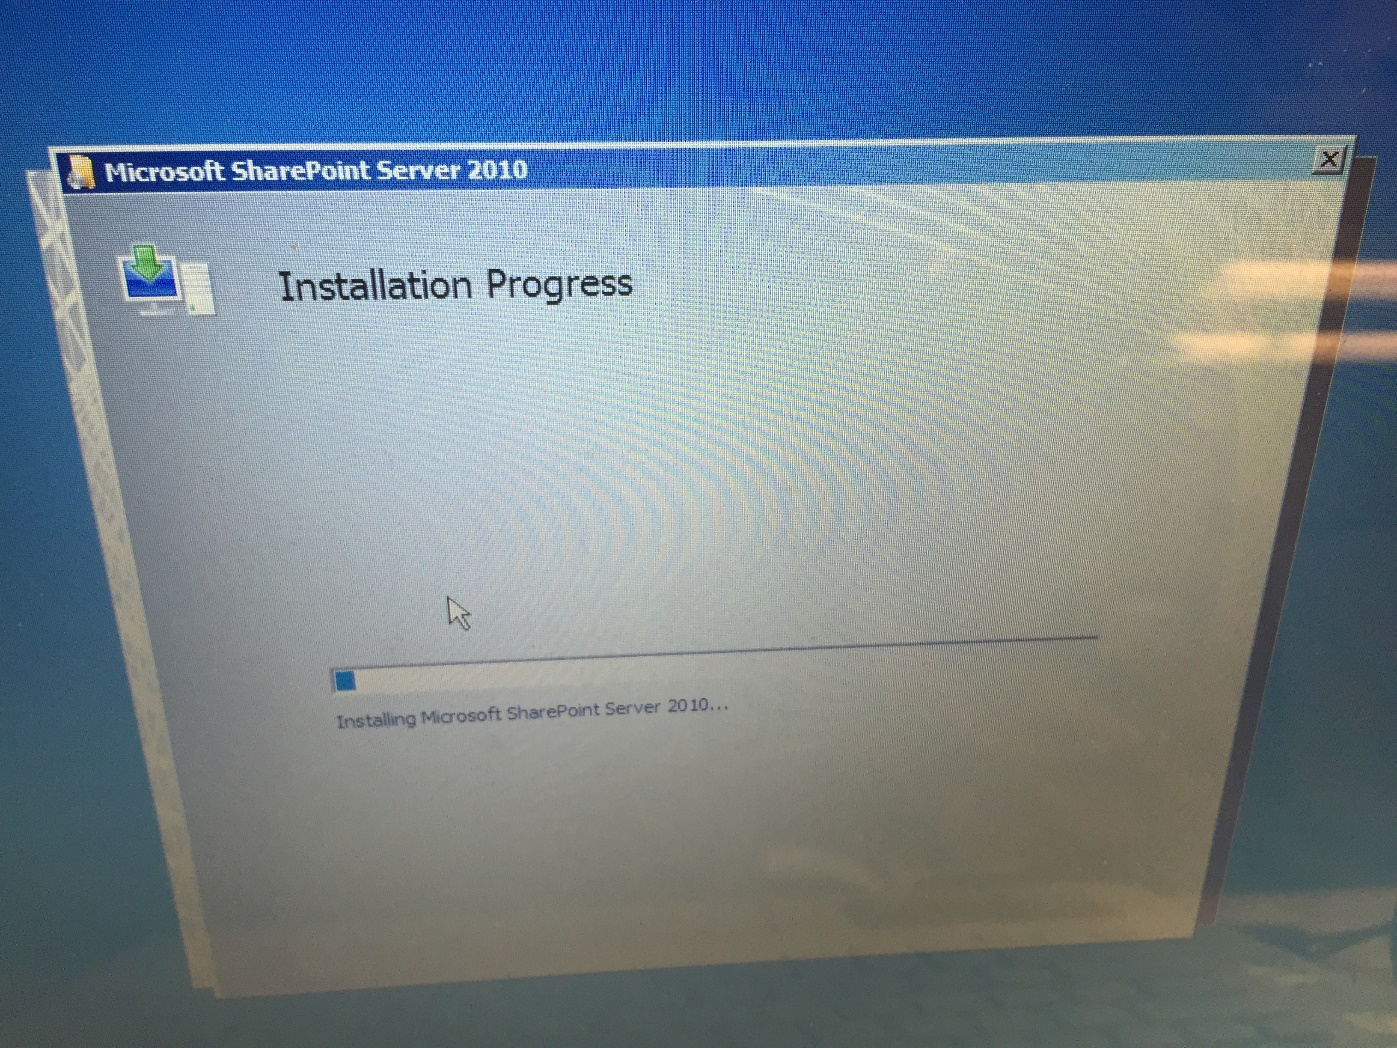 Microsoft SharePoint Server 2010
Installation Progress
Installing Microsoft SharePoint Server 2010...